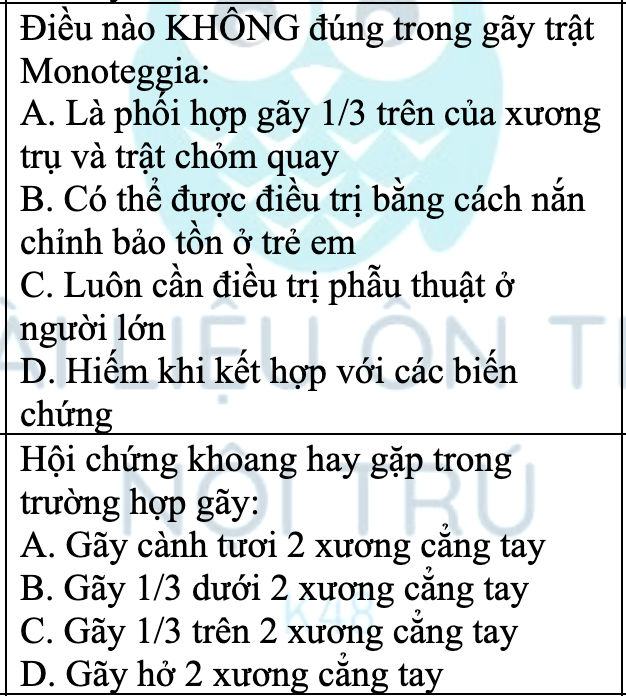 Điều nào KHÔNG đúng trong gãy trật
Monoteggia:
A. Là phối hợp gãy 1/3 trên của xương
trụ và trật chỏm quay
B. Có thể được điều trị bằng cách nắn
chỉnh bảo tồn ở trẻ em
C. Luôn cần điều trị phẫu thuật ở
người lớn
D. Hiếm khi kết hợp với các biến
chứng
Hội chứng khoang hay gặp trong
trường hợp gãy:
A. Gãy cành tươi 2 xương cẳng tay
B. Gãy 1/3 dưới 2 xương cẳng tay
C. Gãy 1/3 trên 2 xương cẳng tay
D. Gãy hở 2 xương cẳng tay
ÀI LIỆU ÔN T
NỘI TRÚ
K48